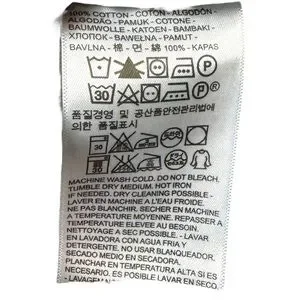 100% COTTON - COTON -
ALGODÃO - PAMUK - COTONE -
BAUMWOLLE - KATOEN - BAMBAKI -
ХЛОПОК - BAWEŁNA - PAMUT -
BAVLNA - 棉 - 면 - 綿 100% - KAPAS
P
30
P
품질경영 및 공산품안전관리법에
의한 품질표시
30
MACHINE WASH COLD. DO NOT BLEACH.
TUMBLE DRY MEDIUM. HOT IRON
IF NEEDED. DRY CLEANING POSSIBLE -
LAVER EN MACHINE A L'EAU FROIDE.
NE PAS BLANCHIR. SECHER EN MACHINE
A TEMPERATURE MOYENNE. REPASSER A
TEMPERATURE ELEVEE AU BESOIN.
NETTOYAGE A SEC POSSIBLE. - LAVAR
EN LAVADORA CON AGUA FRIA Y
DETERGENTE. NO USAR BLANQUEADOR.
SECADO MEDIO EN SECADORA.
PLANCHAR EN TEMPERATURA ALTA SI ES
NECESARIO. ES POSIBLE LAVAR EN SECO.